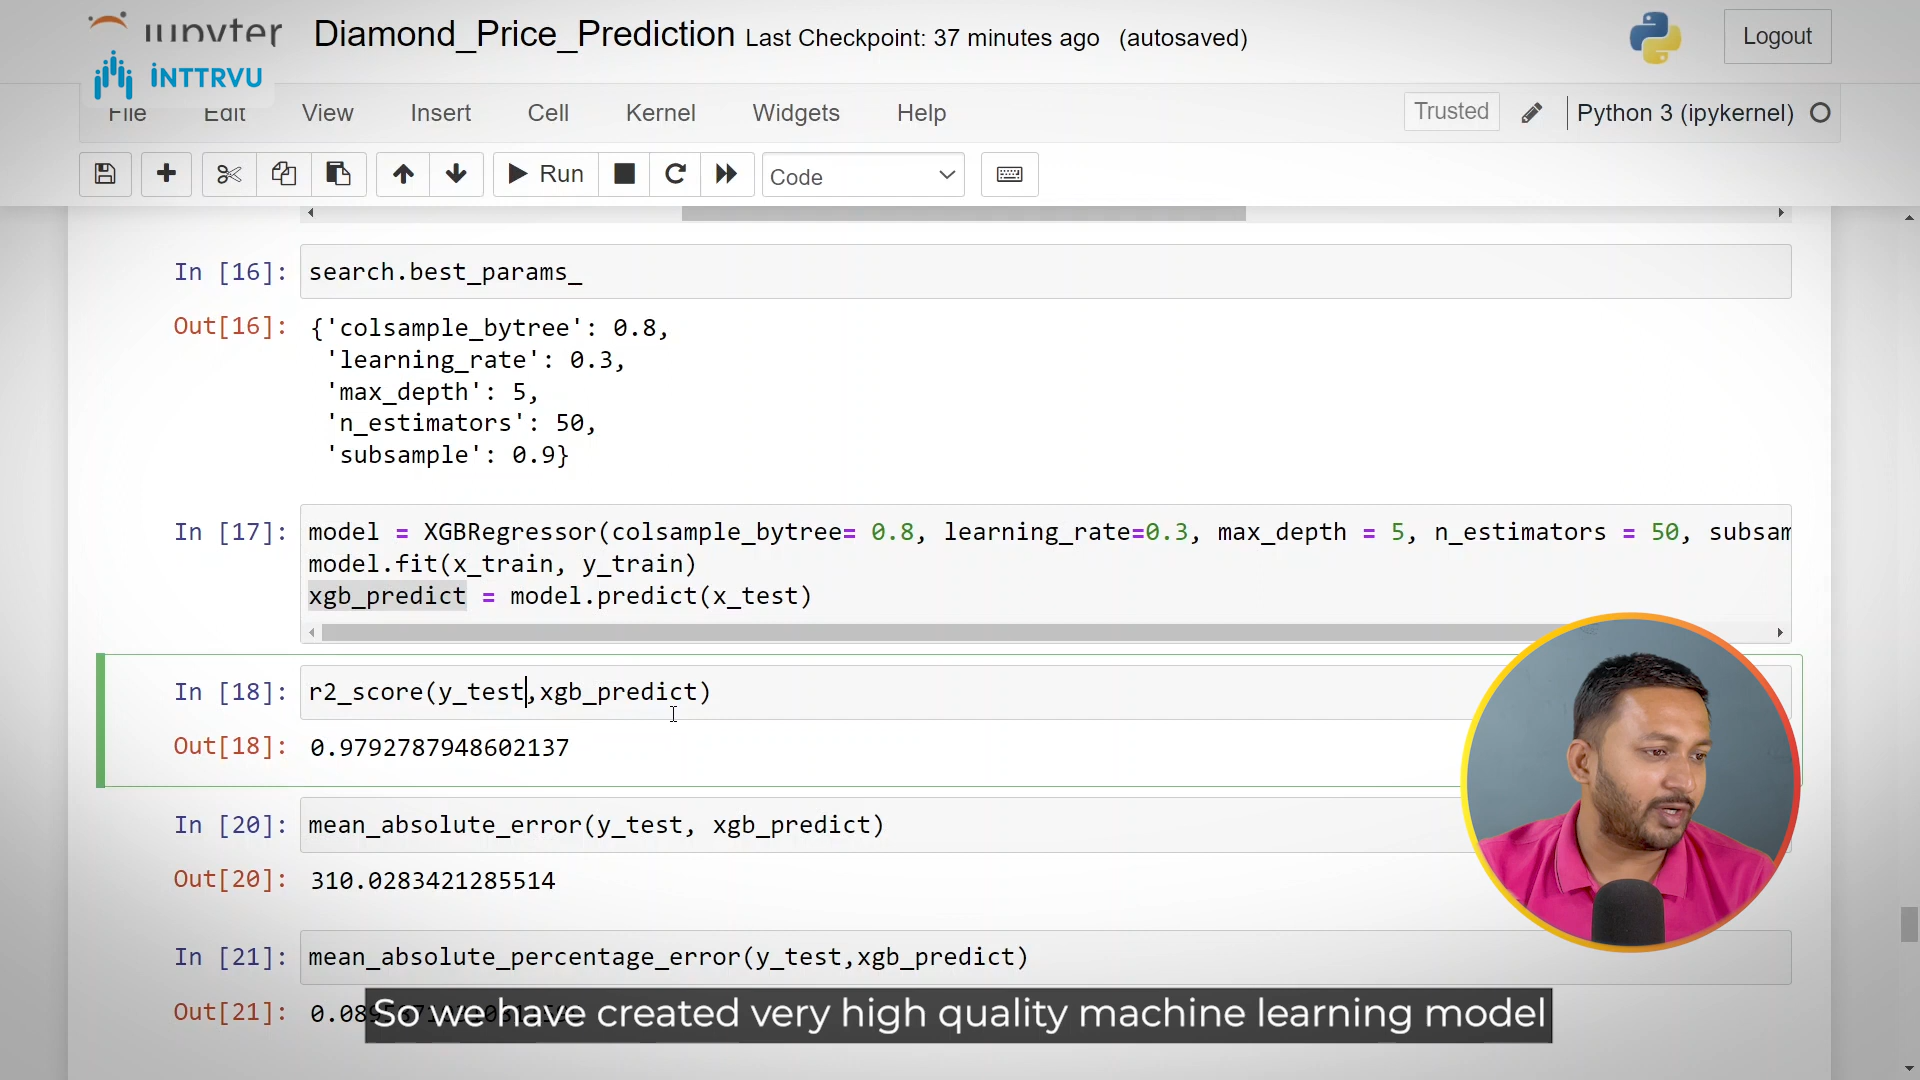 Jupyter Diamond_Price_Prediction Last Checkpoint: 37 minutes ago (autosaved) Logout
INTTRVU
File Edit View Insert Cell Kernel Widgets Help Trusted Python 3 (ipykernel)
Run Code
In [16]: search.best_params_
Out[16]: {'colsample_bytree': 0.8,
'learning_rate': 0.3,
'max_depth': 5,
'n_estimators': 50,
'subsample': 0.9}
In [17]: model = XGBRegressor(colsample_bytree= 0.8, learning_rate=0.3, max_depth = 5, n_estimators = 50, subsam
model.fit(x_train, y_train)
xgb_predict = model.predict(x_test)
In [18]: r2_score(y_test,xgb_predict)
Out[18]: 0.9792787948602137
In [20]: mean_absolute_error(y_test, xgb_predict)
Out[20]: 310.0283421285514
In [21]: mean_absolute_percentage_error(y_test,xgb_predict)
Out[21]:
So we have created very high quality machine learning model